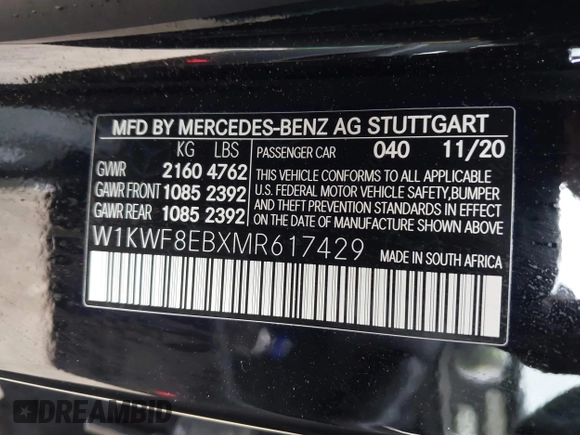 MFD BY MERCEDES-BENZ AG STUTTGART
KG LBS
GVWR 2160 4762
GAWR FRONT 1085 2392
GAWR REAR 1085 2392
PASSENGER CAR 040 11/20
THIS VEHICLE CONFORMS TO ALL APPLICABLE
U.S. FEDERAL MOTOR VEHICLE SAFETY, BUMPER
AND THEFT PREVENTION STANDARDS IN EFFECT
ON THE DATE OF MANUFACTURE SHOWN ABOVE
W1KWF8EBXMR617429 MADE IN SOUTH AFRICA
DREAMBID